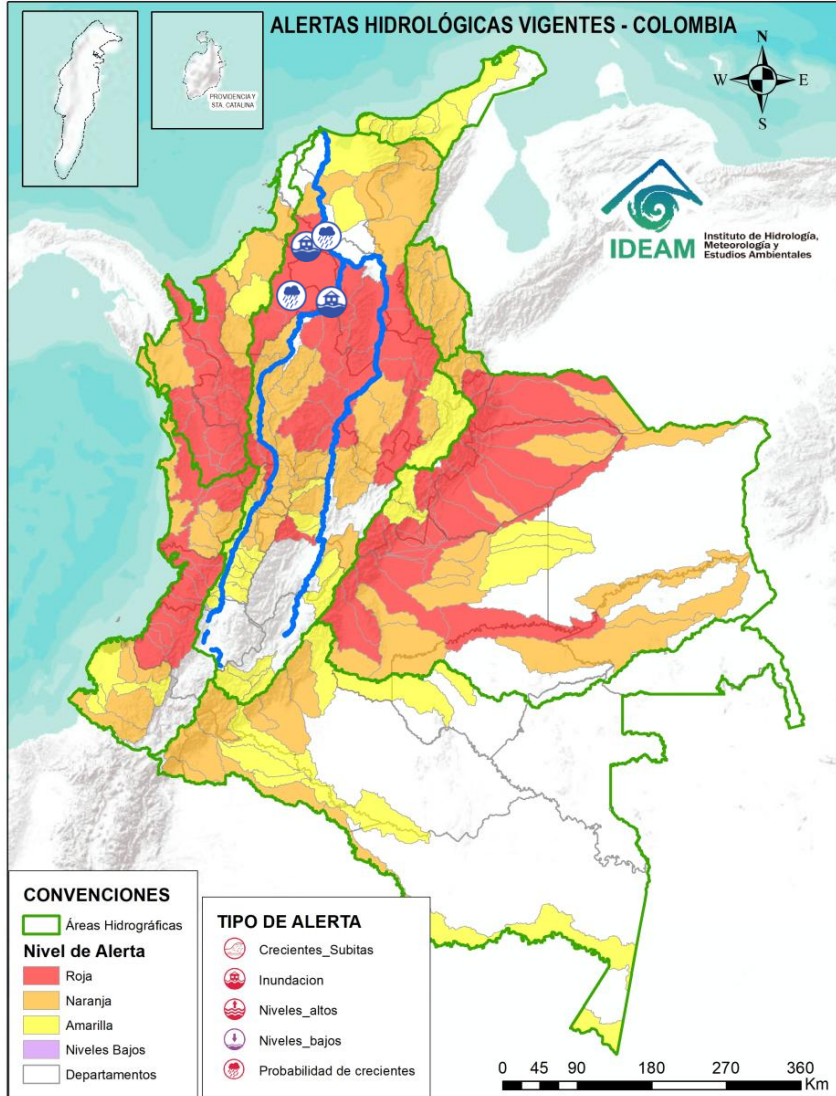 ALERTAS HIDROLÓGICAS VIGENTES - COLOMBIA
PROVIDENCIA Y
STA. CATALINA
N
W
E
S
IDEAM
Instituto de Hidrología,
Meteorología y
Estudios Ambientales
CONVENCIONES
Áreas Hidrográficas
Nivel de Alerta
Roja
Naranja
Amarilla
Niveles Bajos
Departamentos
TIPO DE ALERTA
Crecientes_Subitas
Inundacion
Niveles_altos
Niveles_bajos
Probabilidad de crecientes
0 45 90 180 270 360
Km